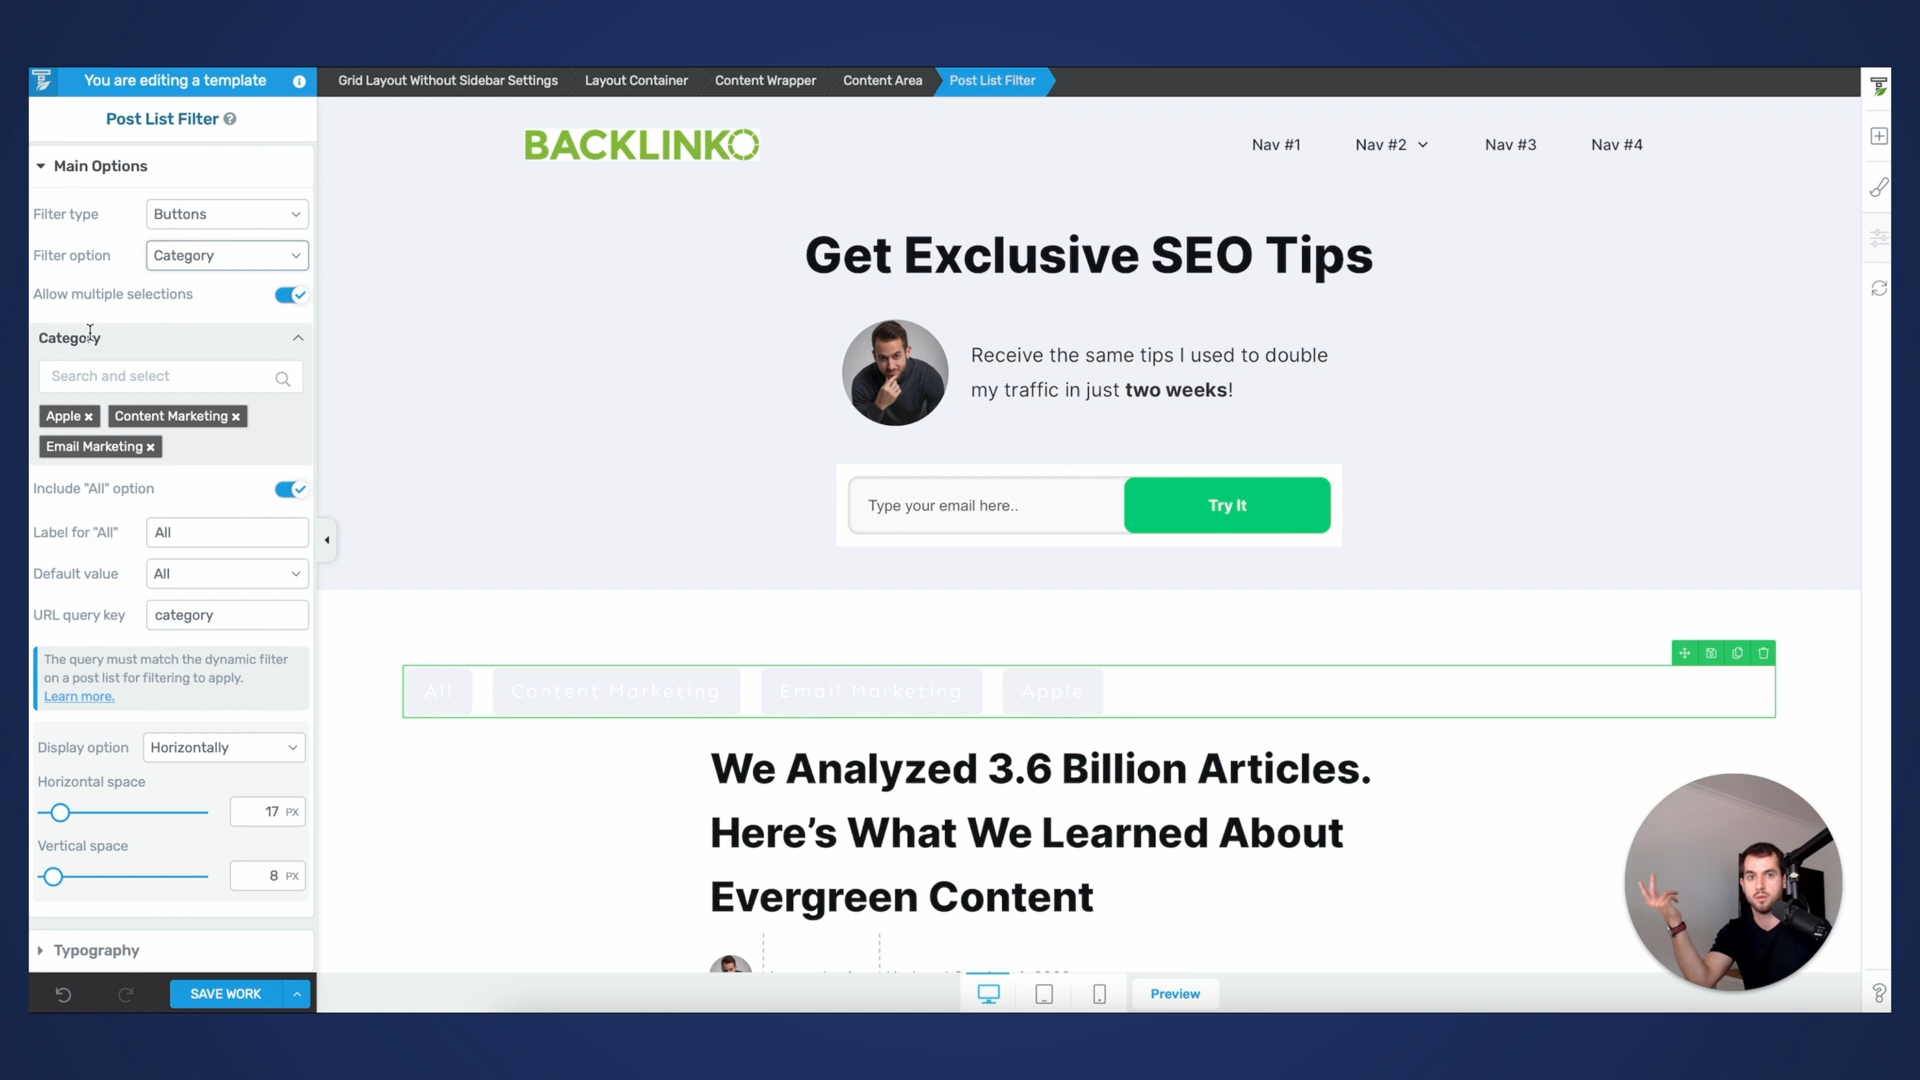 You are editing a template
Grid Layout Without Sidebar Settings
Layout Container
Content Wrapper
Content Area
Post List Filter
Post List Filter
Main Options
Filter type
Buttons
Filter option
Category
Allow multiple selections
Category
Search and select
Apple ×
Content Marketing ×
Email Marketing ×
Include "All" option
Label for "All"
All
Default value
All
URL query key
category
The query must match the dynamic filter
on a post list for filtering to apply.
Learn more.
Display option
Horizontally
Horizontal space
17 PX
Vertical space
8 PX
Typography
SAVE WORK
BACKLINKO
Nav #1
Nav #2
Nav #3
Nav #4
Get Exclusive SEO Tips
Receive the same tips I used to double
my traffic in just two weeks!
Type your email here..
Try It
All
Content Marketing
Email Marketing
Apple
We Analyzed 3.6 Billion Articles.
Here’s What We Learned About
Evergreen Content
Preview